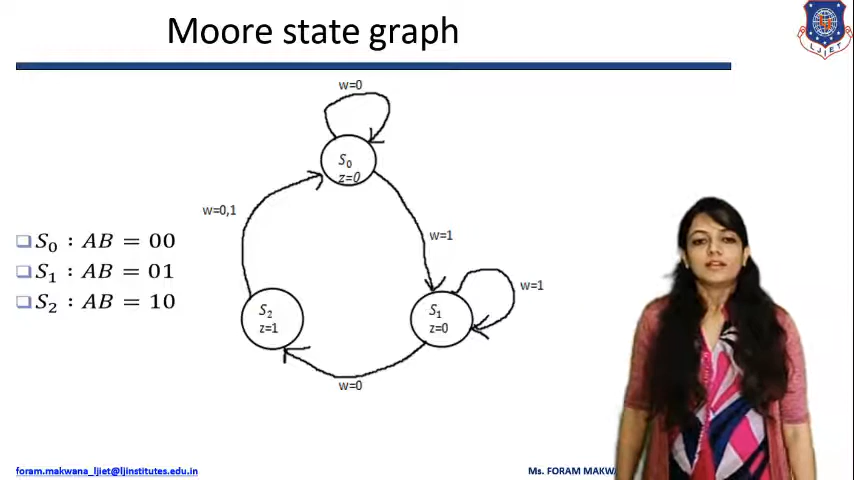 Moore state graph
LJIET
w=0
S₀
z=0
w=0,1
w=1
S₀ : AB = 00
S₁ : AB = 01
S₂ : AB = 10
w=1
S₂
z=1
S₁
z=0
w=0
foram.makwana_ljiet@ljinstitutes.edu.in
Ms. FORAM MAKW